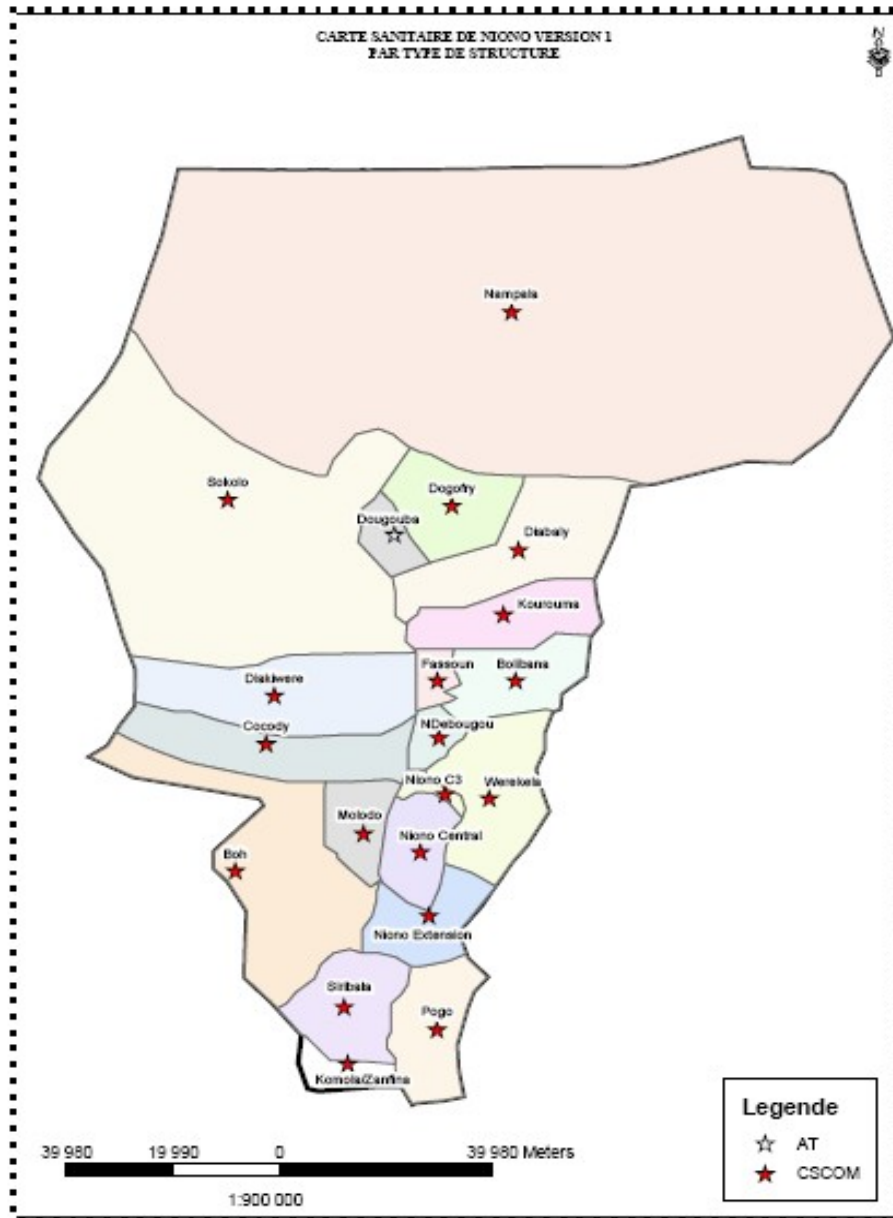 CARTE SANITAIRE DE NIONO VERSION 1
PAR TYPE DE STRUCTURE
N
Nampala
Sokolo
Dogofry
Dougouba
Diabaly
Kourouma
Fassoun
Bolibana
Diakiwere
Cocody
NDebougou
Niono C3
Werekela
Molodo
Niono Central
Boh
Niono Extension
Siribala
Pogo
Komola/Zanfina
Legende
AT
CSCOM
39 980 19 990 0 39 980 Meters
1:900 000